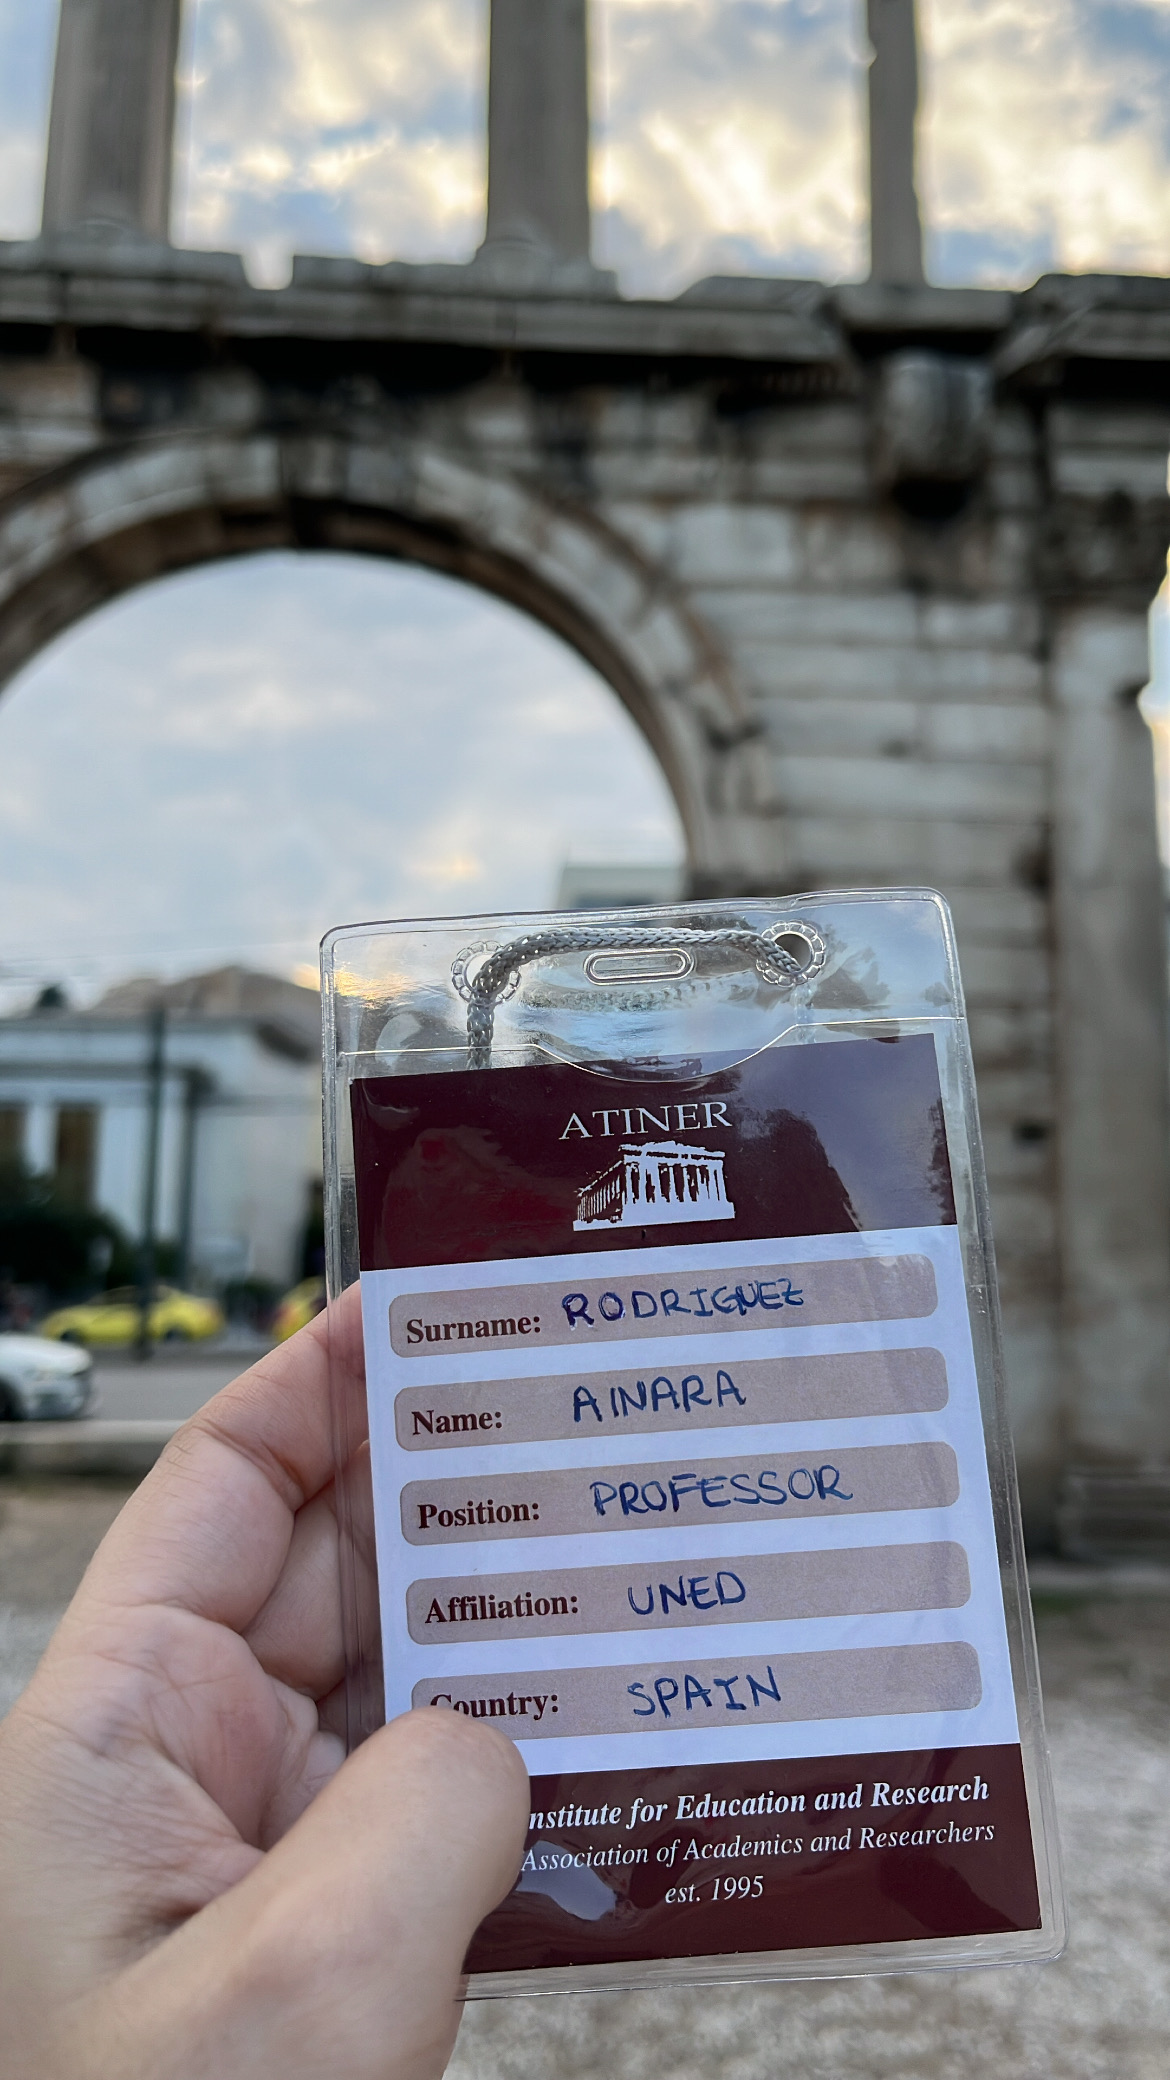 ATINER
Surname: RODRIGUEZ
Name: AINARA
Position: PROFESSOR
Affiliation: UNED
Country: SPAIN
for Education and Research
Association of Academics and Researchers
est. 1995